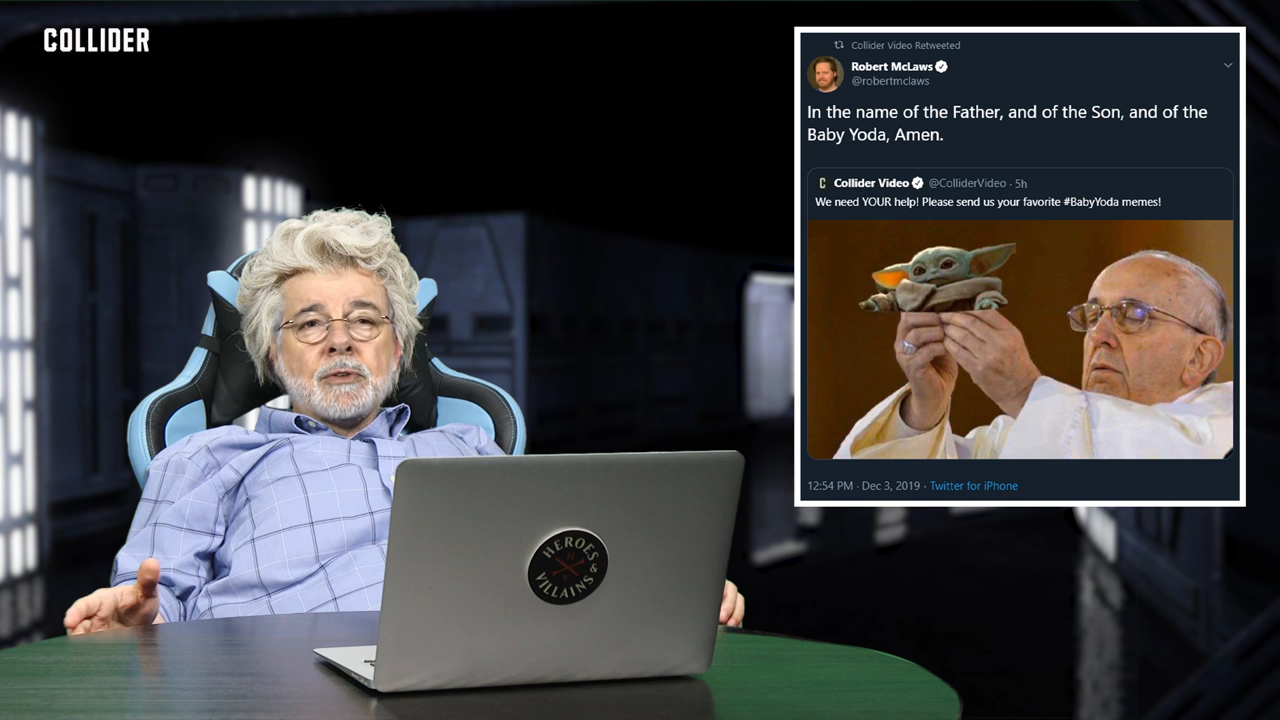 COLLIDER
Collider Video Retweeted
Robert McLaws
@robertmclaws
In the name of the Father, and of the Son, and of the
Baby Yoda, Amen.
C Collider Video @ColliderVideo · 5h
We need YOUR help! Please send us your favorite #BabyYoda memes!
12:54 PM · Dec 3, 2019 · Twitter for iPhone
HEROES &
VILLAINS